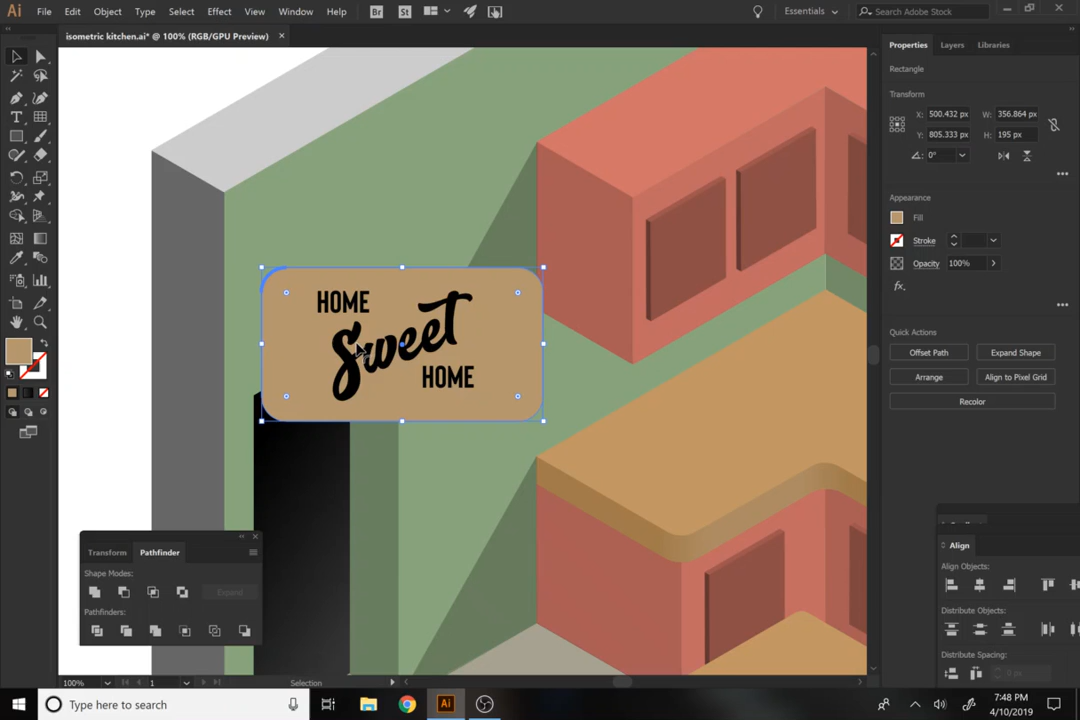 Ai File Edit Object Type Select Effect View Window Help Br St Essentials Search Adobe Stock
isometric kitchen.ai* @ 100% (RGB/GPU Preview)
Properties Layers Libraries
Rectangle
Transform
X: 500.432 px W: 356.864 px
Y: 805.333 px H: 195 px
0°
Appearance
Fill
Stroke
Opacity 100%
fx.
Quick Actions
Offset Path Expand Shape
Arrange Align to Pixel Grid
Recolor
HOME
Sweet
HOME
Transform Pathfinder
Shape Modes:
Expand
Pathfinders:
Align
Align Objects:
Distribute Objects:
Distribute Spacing:
0 px
100% 1 Selection
Type here to search
Ai
7:48 PM
4/10/2019